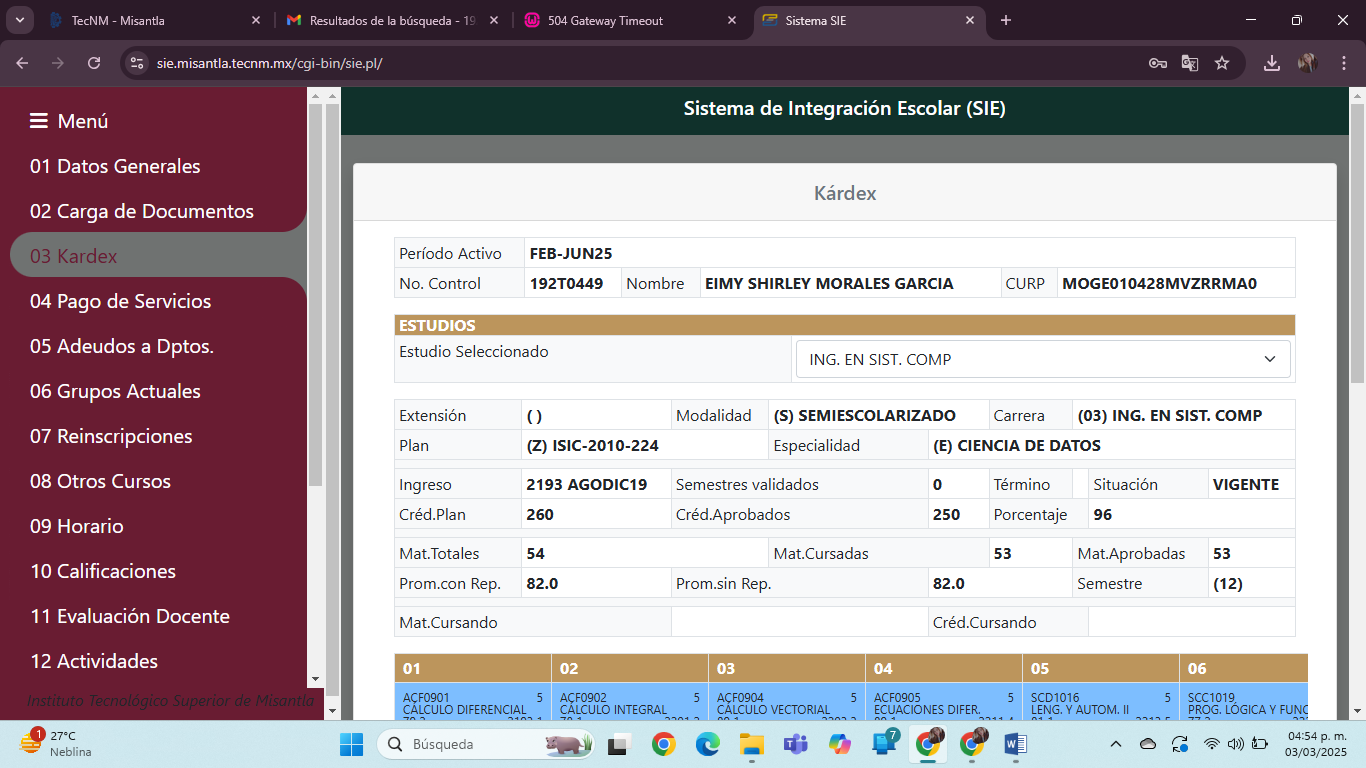 TecNM - Misantla
Resultados de la búsqueda - 19
504 Gateway Timeout
Sistema SIE
sie.misantla.tecnm.mx/cgi-bin/sie.pl/
Menú
01 Datos Generales
02 Carga de Documentos
03 Kardex
04 Pago de Servicios
05 Adeudos a Dptos.
06 Grupos Actuales
07 Reinscripciones
08 Otros Cursos
09 Horario
10 Calificaciones
11 Evaluación Docente
12 Actividades
Instituto Tecnológico Superior de Misantla
Sistema de Integración Escolar (SIE)
Kárdex
Período Activo FEB-JUN25
No. Control 192T0449 Nombre EIMY SHIRLEY MORALES GARCIA CURP MOGE010428MVZRRMA0
ESTUDIOS
Estudio Seleccionado ING. EN SIST. COMP
Extensión ( ) Modalidad (S) SEMIESCOLARIZADO Carrera (03) ING. EN SIST. COMP
Plan (Z) ISIC-2010-224 Especialidad (E) CIENCIA DE DATOS
Ingreso 2193 AGODIC19 Semestres validados 0 Término Situación VIGENTE
Créd.Plan 260 Créd.Aprobados 250 Porcentaje 96
Mat.Totales 54 Mat.Cursadas 53 Mat.Aprobadas 53
Prom.con Rep. 82.0 Prom.sin Rep. 82.0 Semestre (12)
Mat.Cursando Créd.Cursando
01 02 03 04 05 06
ACF0901 5 ACF0902 5 ACF0904 5 ACF0905 5 SCD1016 5 SCC1019
CÁLCULO DIFERENCIAL CÁLCULO INTEGRAL CÁLCULO VECTORIAL ECUACIONES DIFER. LENG. Y AUTOM. II PROG. LÓGICA Y FUNC
27°C
Neblina
1
Búsqueda
7
04:54 p. m.
03/03/2025